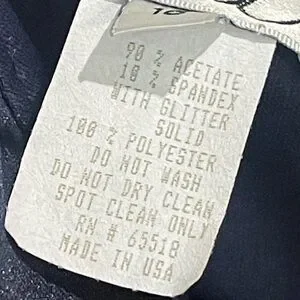 90 % ACETATE
10 % SPANDEX
WITH GLITTER
SOLID
100 % POLYESTER
DO NOT WASH
DO NOT DRY CLEAN
SPOT CLEAN ONLY
RN # 65518
MADE IN USA